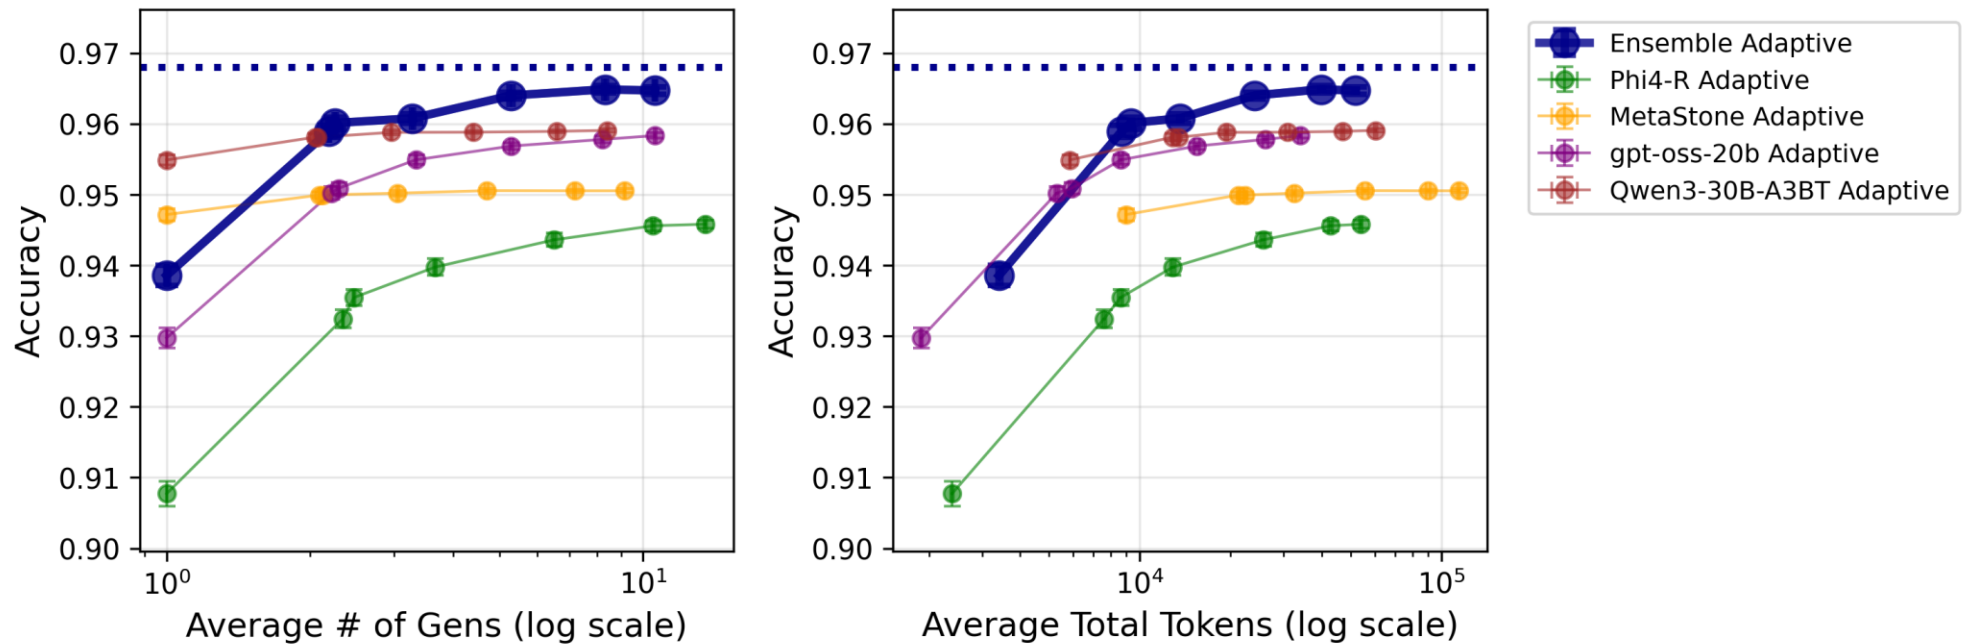 0.97
0.96
0.95
0.94
0.93
0.92
0.91
0.90
Accuracy
10⁰
10¹
Average # of Gens (log scale)
0.97
0.96
0.95
0.94
0.93
0.92
0.91
0.90
Accuracy
10⁴
10⁵
Average Total Tokens (log scale)
Ensemble Adaptive
Phi4-R Adaptive
MetaStone Adaptive
gpt-oss-20b Adaptive
Qwen3-30B-A3BT Adaptive